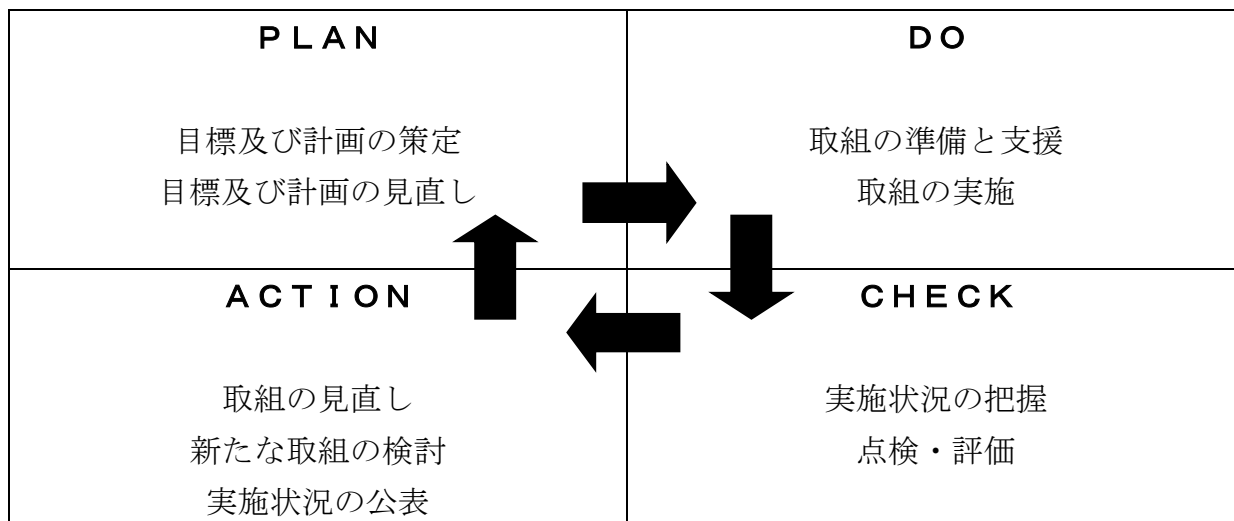 ＰＬＡＮ
目標及び計画の策定
目標及び計画の見直し
ＤＯ
取組の準備と支援
取組の実施
ＡＣＴＩＯＮ
取組の見直し
新たな取組の検討
実施状況の公表
ＣＨＥＣＫ
実施状況の把握
点検・評価